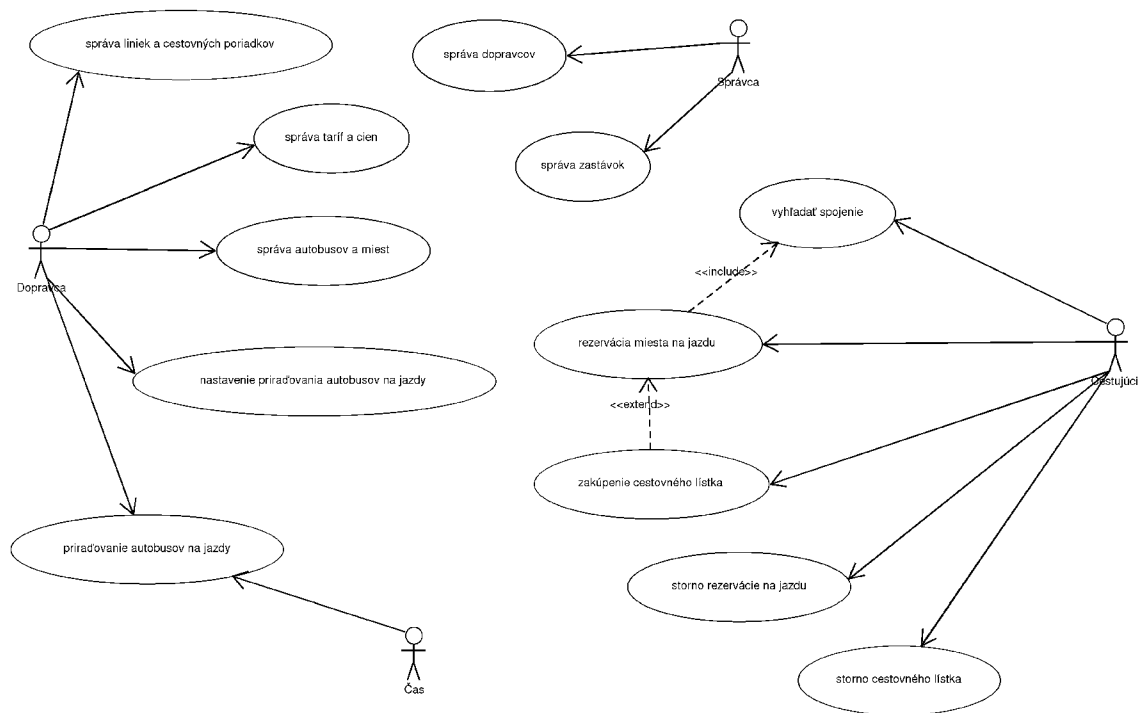 správa liniek a cestovných poriadkov
správa dopravcov
Správca
správa taríf a cien
správa zastávok
vyhľadať spojenie
správa autobusov a miest
Dopravca
<<include>>
rezervácia miesta na jazdu
Cestujúci
nastavenie priraďovania autobusov na jazdy
<<extend>>
zakúpenie cestovného lístka
priraďovanie autobusov na jazdy
storno rezervácie na jazdu
Čas
storno cestovného lístka